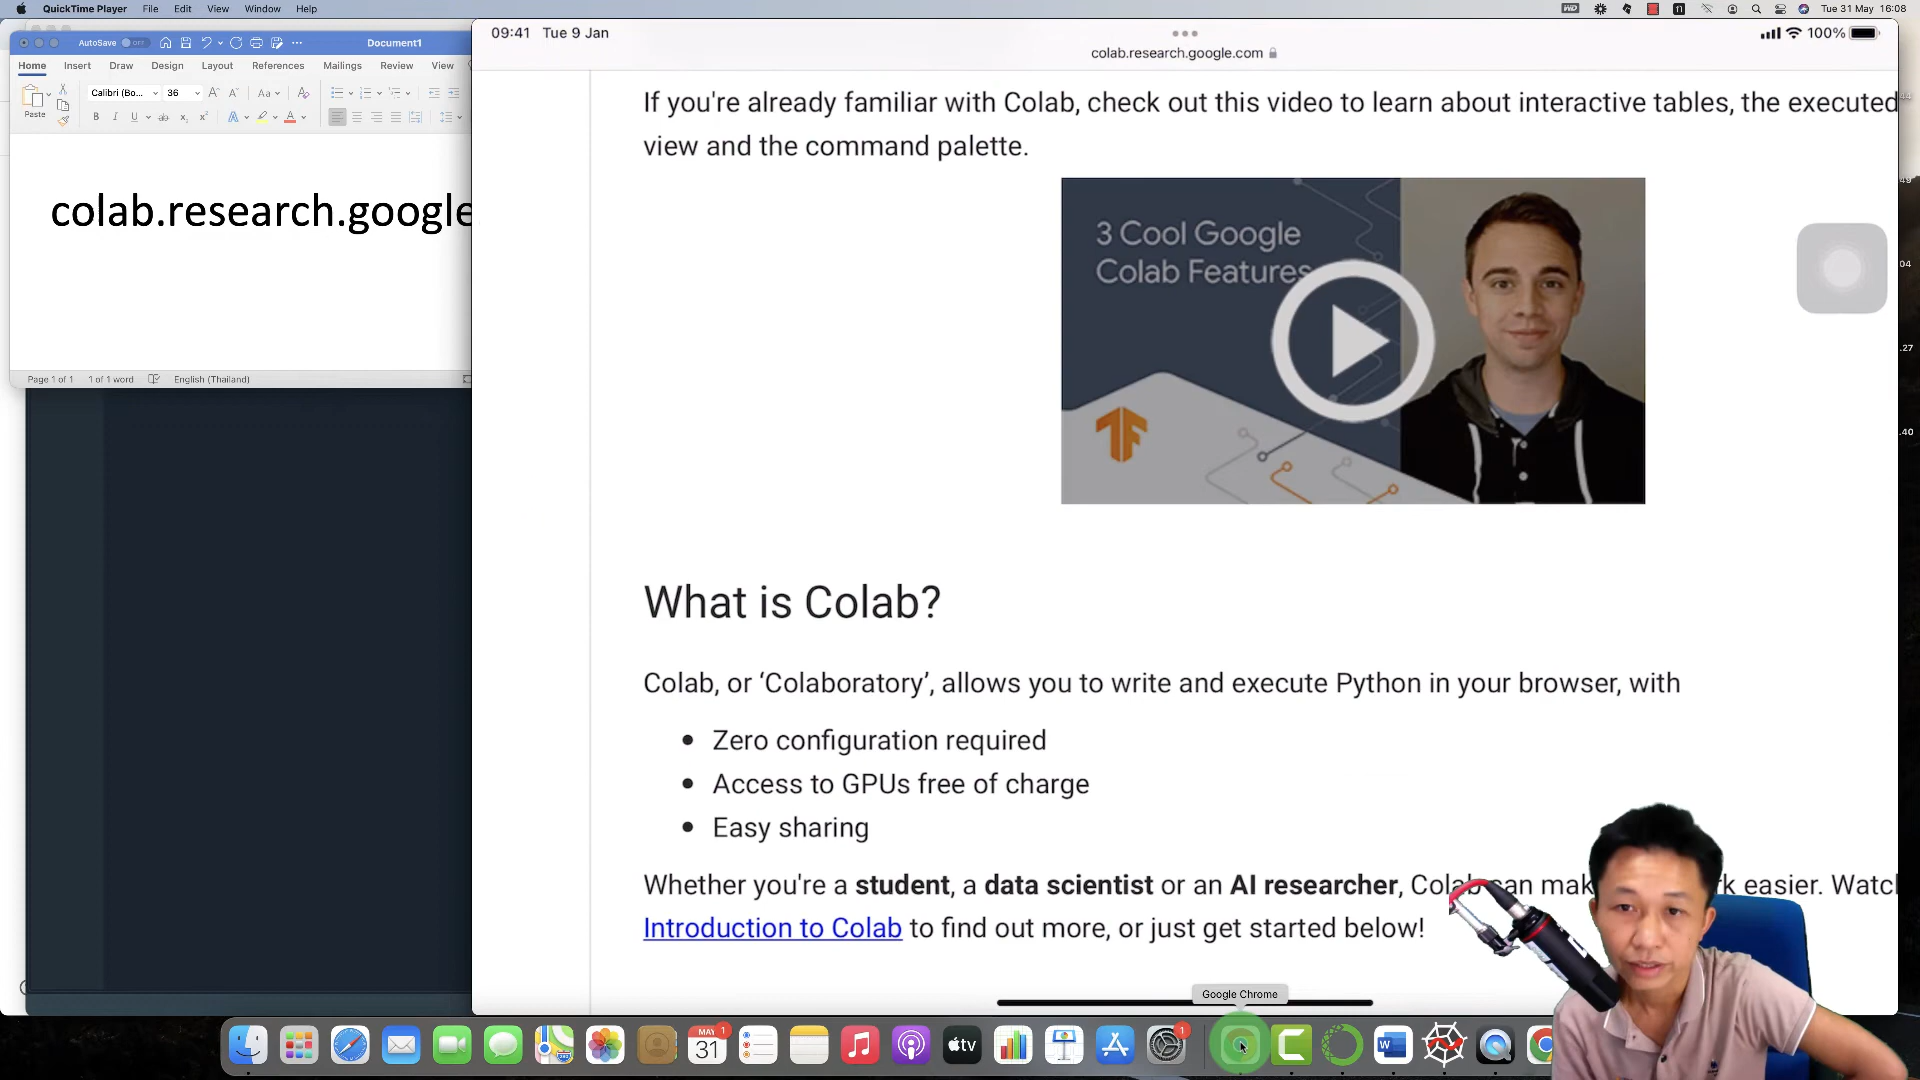 QuickTime Player File Edit View Window Help
Tue 31 May 16:08
AutoSave
Document1
Home Insert Draw Design Layout References Mailings Review View
Paste
Calibri (Bo...
36
colab.research.google
Page 1 of 1 1 of 1 word English (Thailand)
09:41 Tue 9 Jan
colab.research.google.com
100%
If you're already familiar with Colab, check out this video to learn about interactive tables, the executed
view and the command palette.
3 Cool Google
Colab Features
What is Colab?
Colab, or ‘Colaboratory’, allows you to write and execute Python in your browser, with
• Zero configuration required
• Access to GPUs free of charge
• Easy sharing
Whether you're a student, a data scientist or an AI researcher, Colab can mak k easier. Watch
Introduction to Colab to find out more, or just get started below!
Google Chrome
MAY
31
tv